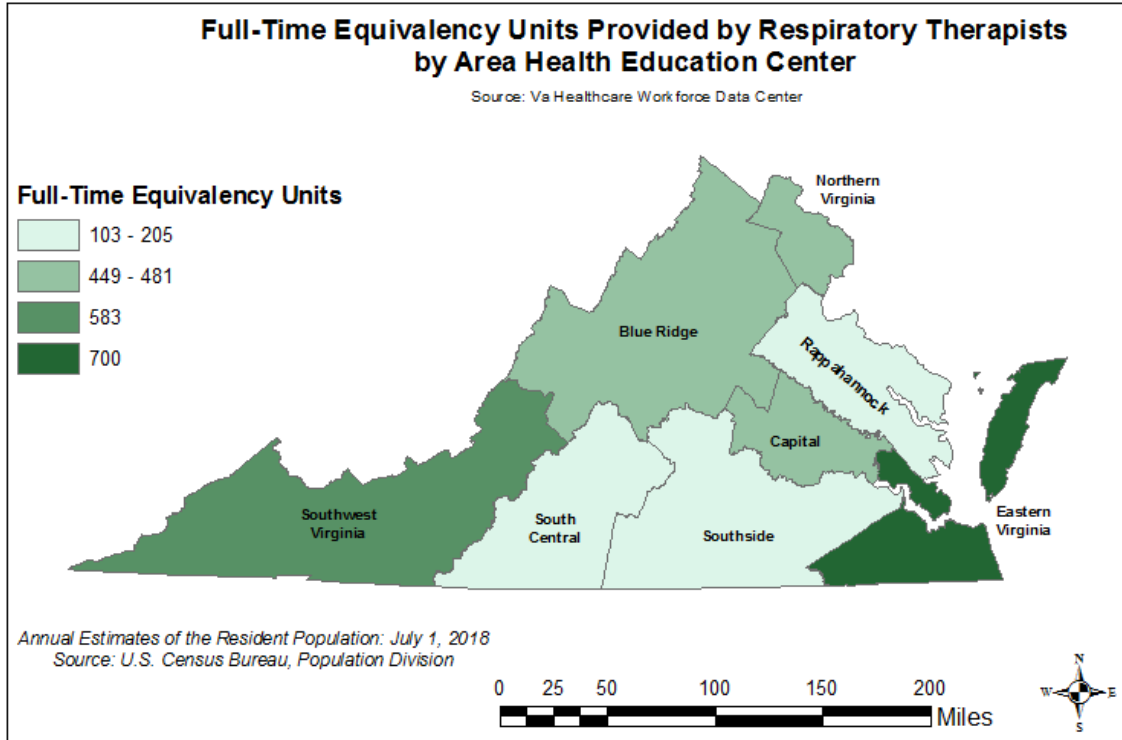 Full-Time Equivalency Units Provided by Respiratory Therapists
by Area Health Education Center
Source: Va Healthcare Workforce Data Center
Full-Time Equivalency Units
103 - 205
449 - 481
583
700
Northern
Virginia
Blue Ridge
Rappahannock
Capital
Southwest
Virginia
South
Central
Southside
Eastern
Virginia
Annual Estimates of the Resident Population: July 1, 2018
Source: U.S. Census Bureau, Population Division
0 25 50 100 150 200
Miles
N
W E
S